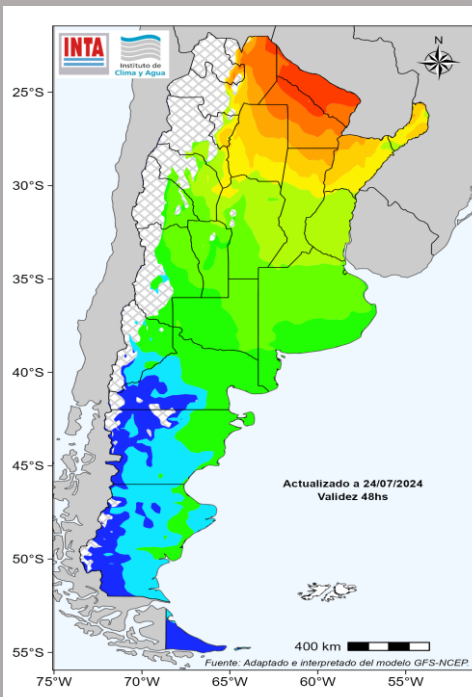 INTA
Instituto de
Clima y Agua
N
25°S
30°S
35°S
40°S
45°S
50°S
55°S
Actualizado a 24/07/2024
Validez 48hs
400 km
Fuente: Adaptado e interpretado del modelo GFS-NCEP.
75°W
70°W
65°W
60°W
55°W